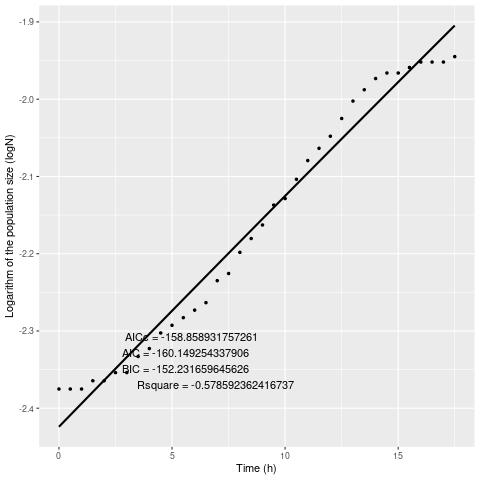 -1.9
-2.0
-2.1
-2.2
-2.3
-2.4
Logarithm of the population size (logN)
AICc = -158.858931757261
AIC = -160.149254337906
BIC = -152.231659645626
Rsquare = -0.578592362416737
0 5 10 15
Time (h)